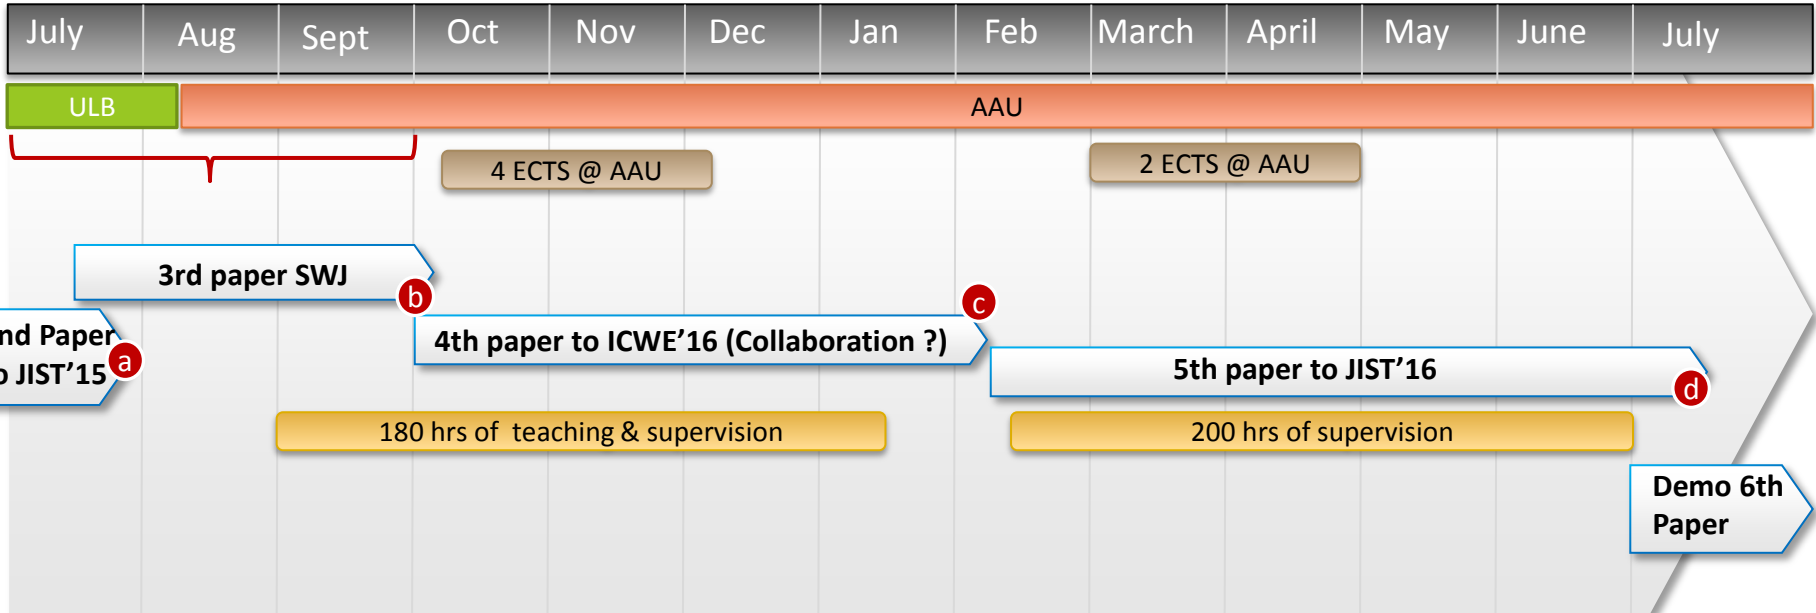 July Aug Sept Oct Nov Dec Jan Feb March April May June July
ULB AAU
4 ECTS @ AAU 2 ECTS @ AAU
3rd paper SWJ
b
c
nd Paper
JIST'15
a
4th paper to ICWE'16 (Collaboration ?)
5th paper to JIST'16
d
180 hrs of teaching & supervision
200 hrs of supervision
Demo 6th
Paper